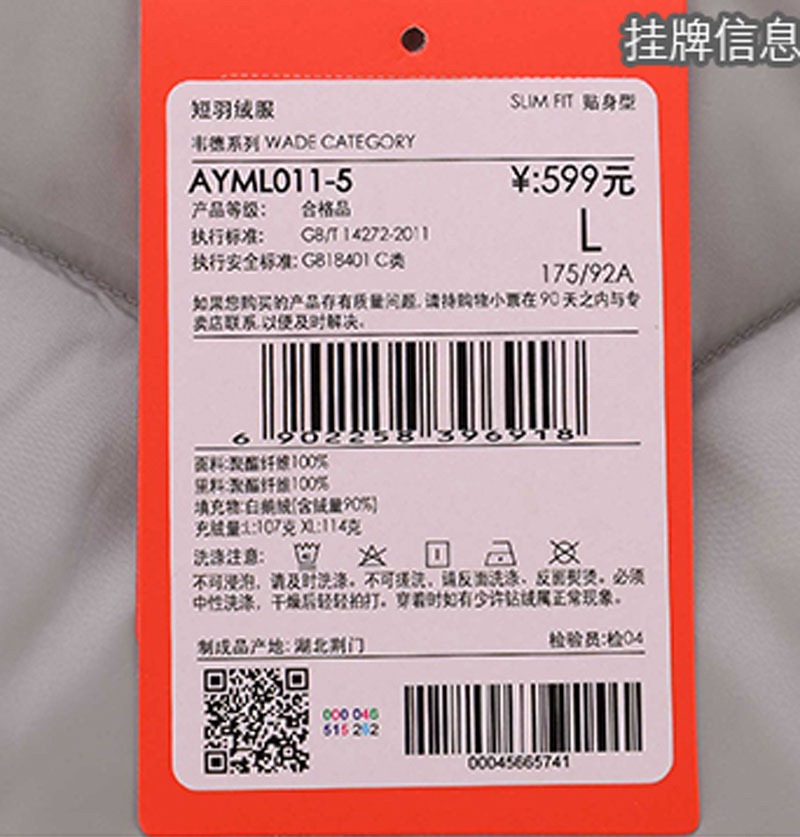 挂牌信息
短羽绒服
SLIM FIT 贴身型
韦德系列 WADE CATEGORY
AYML011-5
¥:599元
产品等级: 合格品
执行标准: GB/T 14272-2011
L
执行安全标准: GB18401 C类
175/92A
如果您购买的产品存有质量问题,请持购物小票在90天之内与专
卖店联系,以便及时解决。
6 902258 396918
面料:聚酯纤维100%
里料:聚酯纤维100%
填充物:白鹅绒(含绒量90%)
充绒量:L:107克 XL:114克
洗涤注意:
不可浸泡，请及时洗涤。不可搓洗，请反面洗涤、反面熨烫。必须
中性洗涤，干燥后轻轻拍打。穿着时如有少许钻绒属正常现象。
制成品产地: 湖北荆门
检验员:检04
000 046
515 262
00045665741